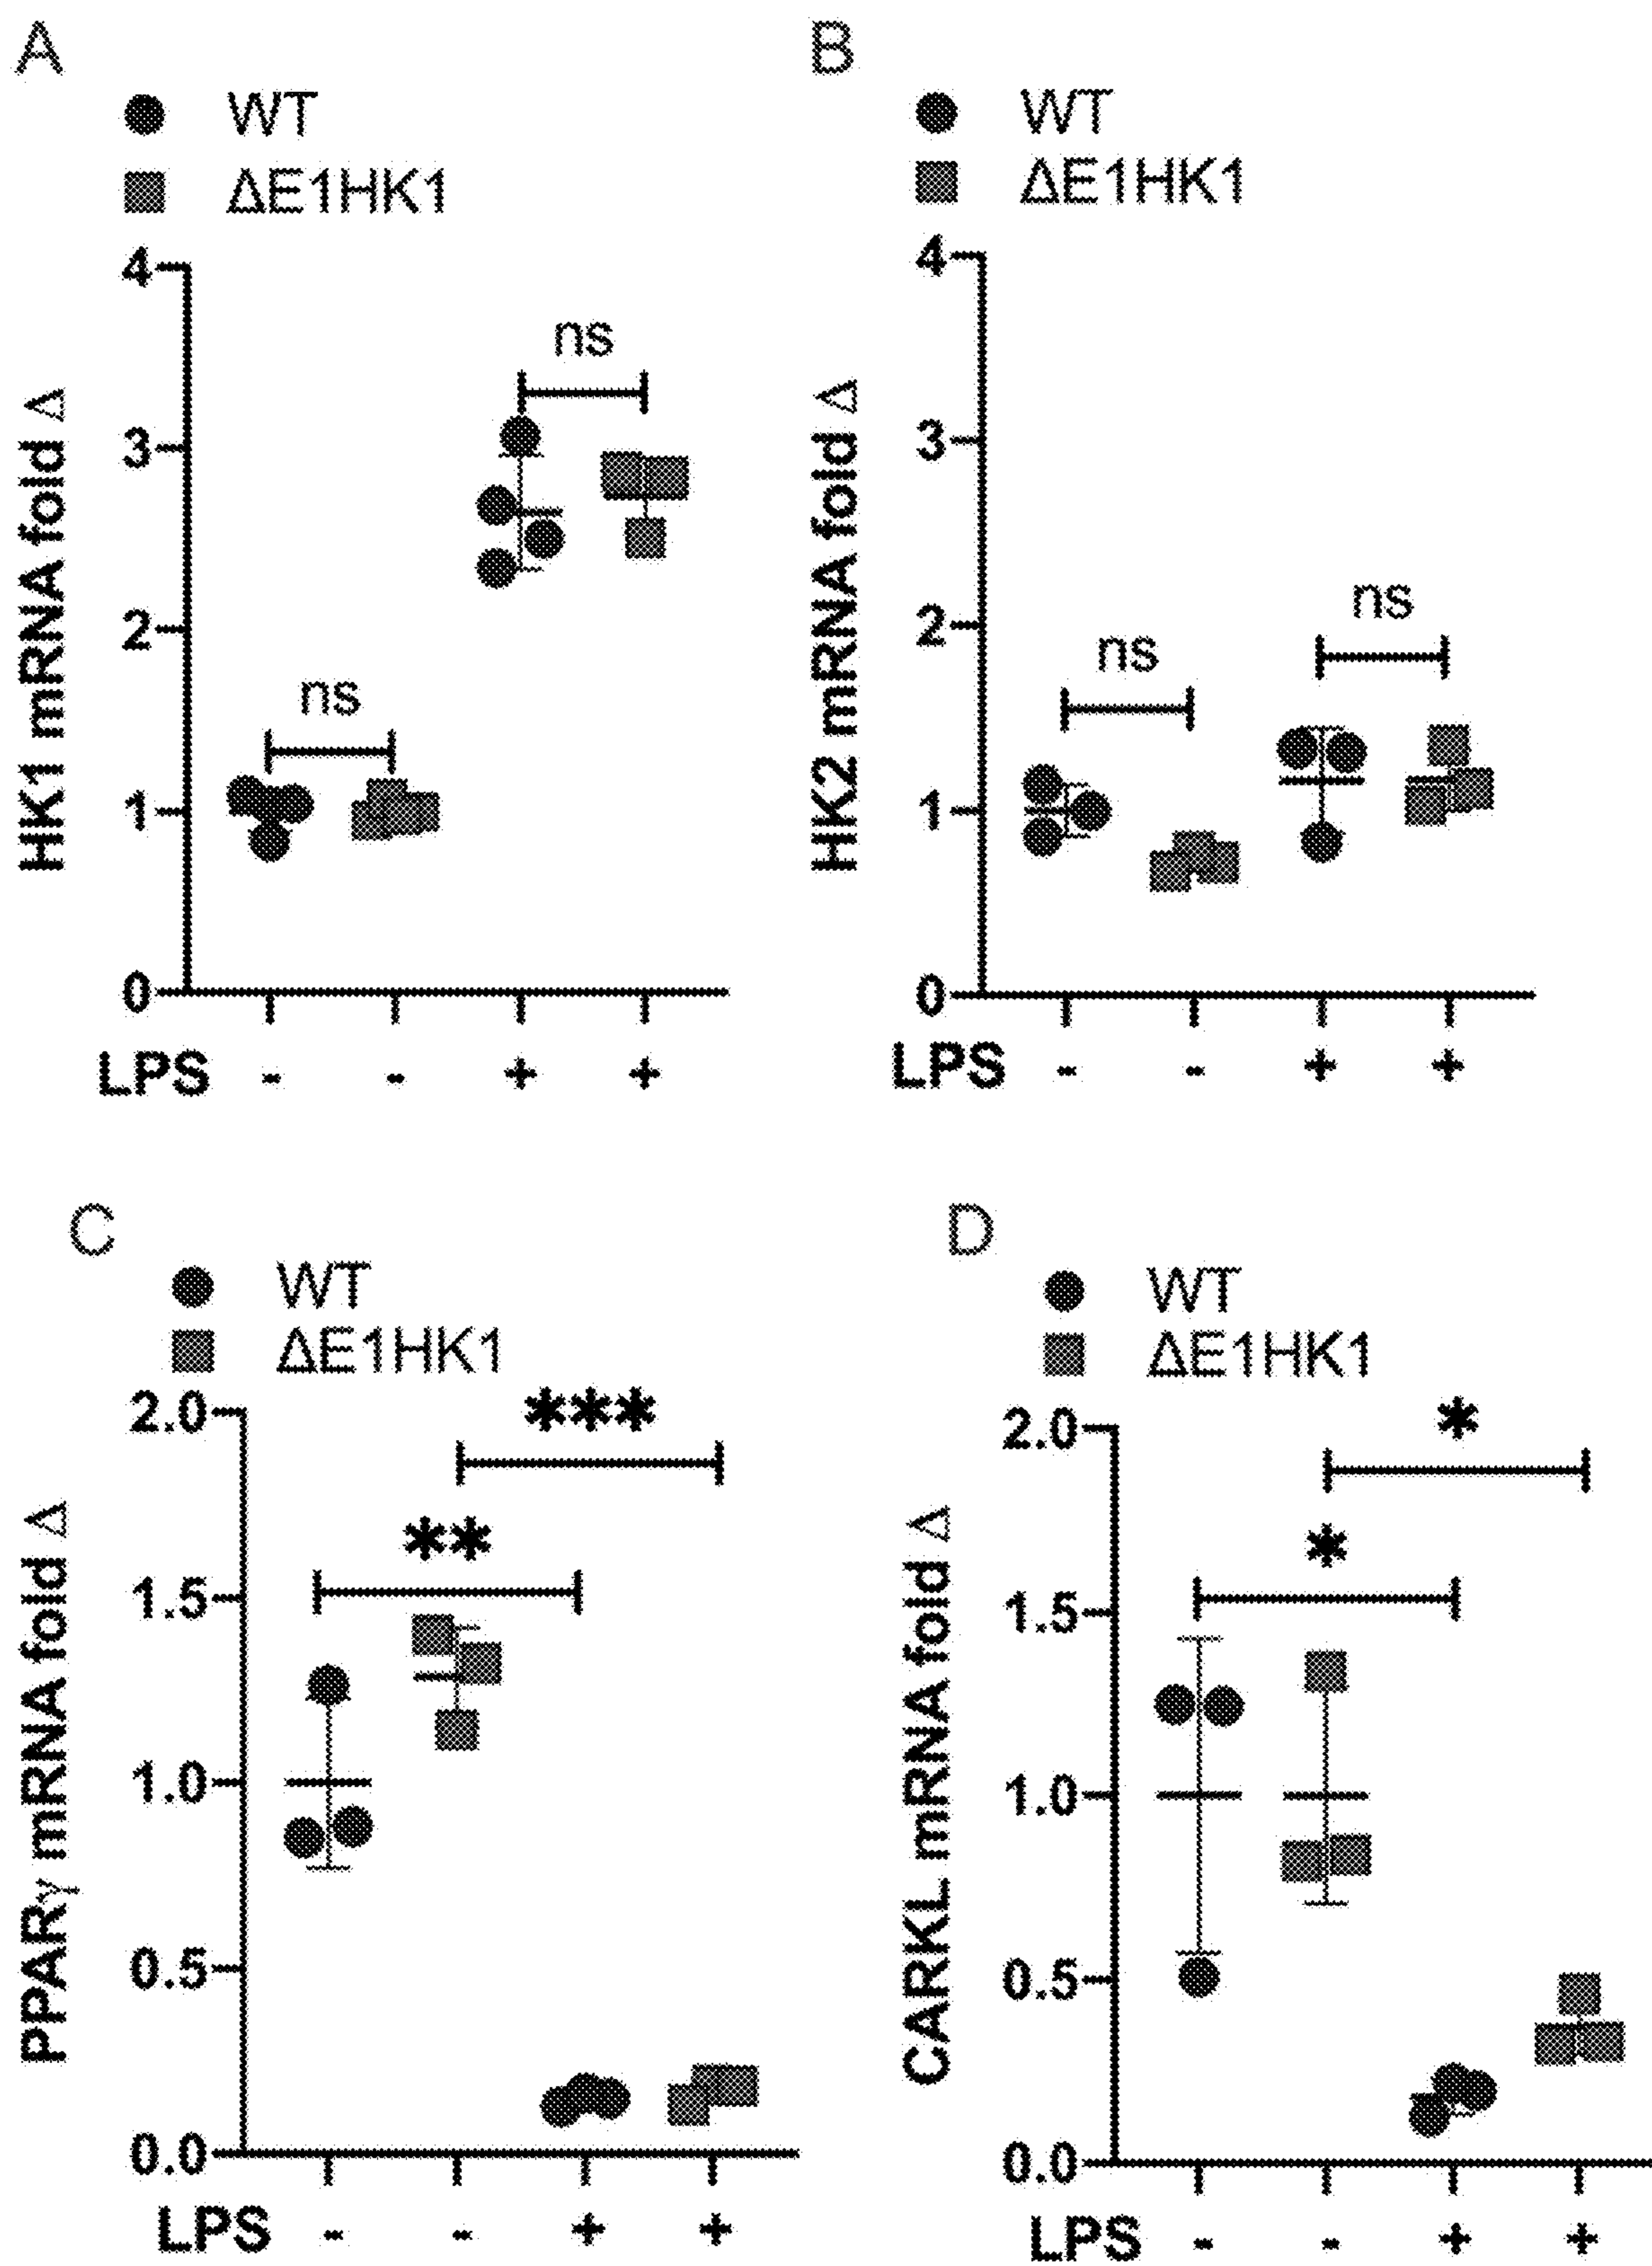 A
WT
ΔE1HK1
HK1 mRNA fold Δ
4
3
2
1
0
ns
ns
LPS - - + +
B
WT
ΔE1HK1
HK2 mRNA fold Δ
4
3
2
1
0
ns
ns
LPS - - + +
C
WT
ΔE1HK1
PPARγ mRNA fold Δ
2.0
1.5
1.0
0.5
0.0
***
**
LPS - - + +
D
WT
ΔE1HK1
CARKL mRNA fold Δ
2.0
1.5
1.0
0.5
0.0
*
*
LPS - - + +